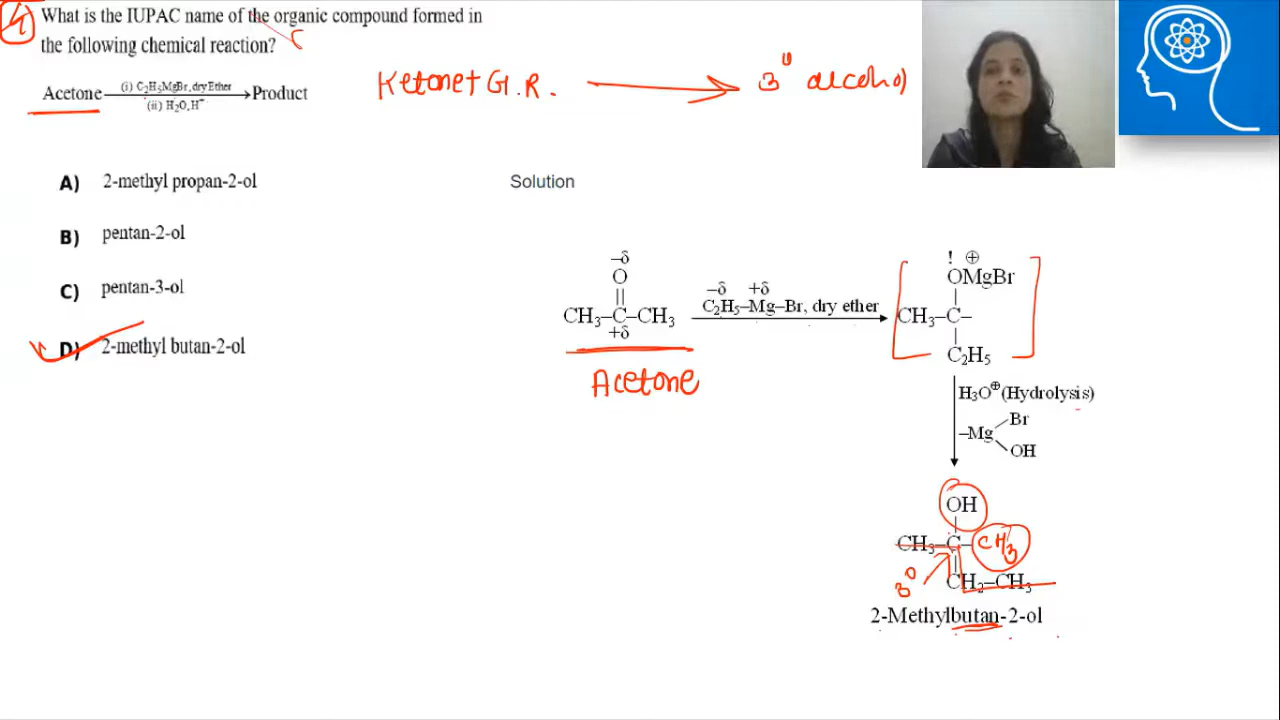 4
What is the IUPAC name of the organic compound formed in
the following chemical reaction?
Acetone (i) C₂H₅MgBr, dry Ether (ii) H₂O, H⁺ Product
Ketone+ G.R. 3⁰ alcohol
A) 2-methyl propan-2-ol
B) pentan-2-ol
C) pentan-3-ol
D) 2-methyl butan-2-ol
Solution
–δ
O
||
CH₃–C–CH₃
+δ
Acetone
–δ +δ
C₂H₅–Mg–Br, dry ether
! ⊕
OMgBr
|
CH₃–C–
|
C₂H₅
H₃O⊕(Hydrolysis)
–Mg Br
OH
OH
|
CH₃–C– CH₃
3⁰
CH₂–CH₃
2-Methylbutan-2-ol